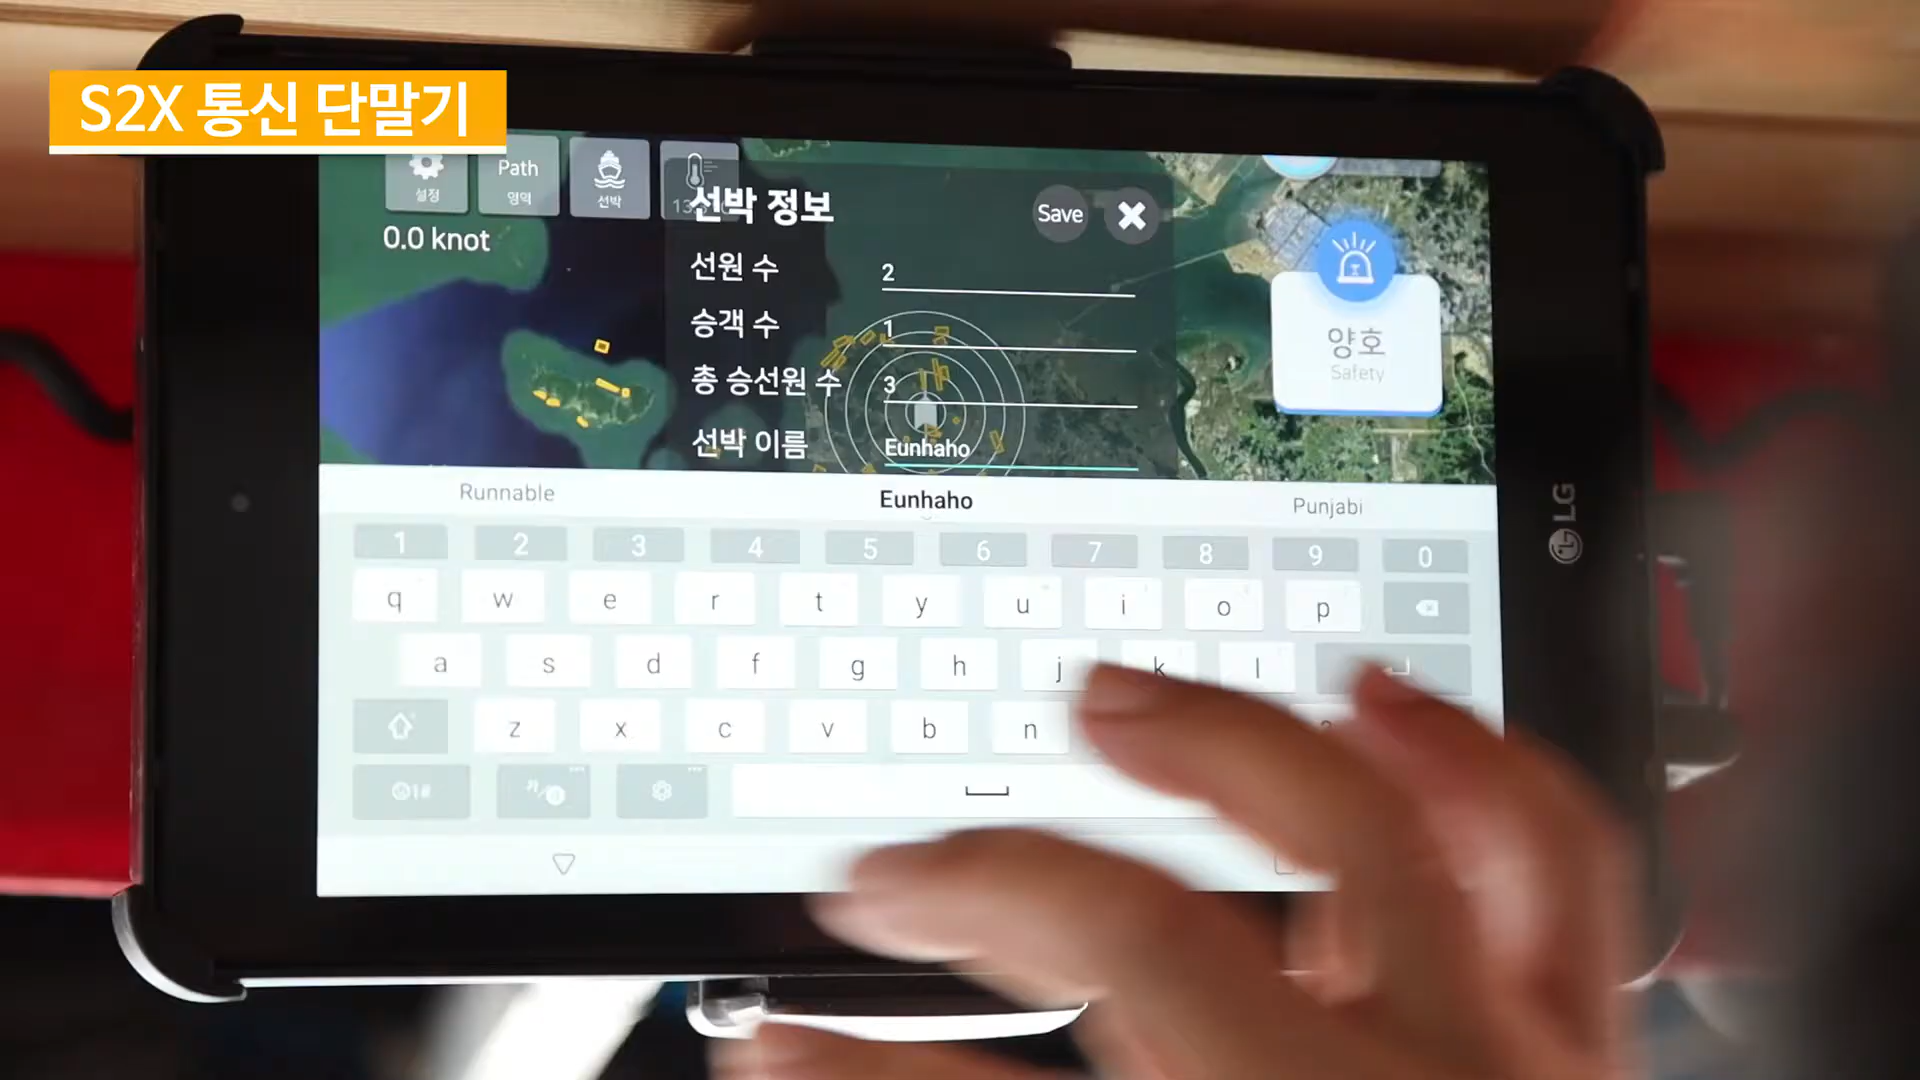 S2X 통신 단말기
설정
Path
영역
선박
0.0 knot
선박 정보
Save
선원 수 2
승객 수 1
총 승선원 수 3
선박 이름 Eunhaho
양호
Safety
Runnable Eunhaho Punjabi
1 2 3 4 5 6 7 8 9 0
q w e r t y u i o p
a s d f g h j k l
z x c v b n
LG